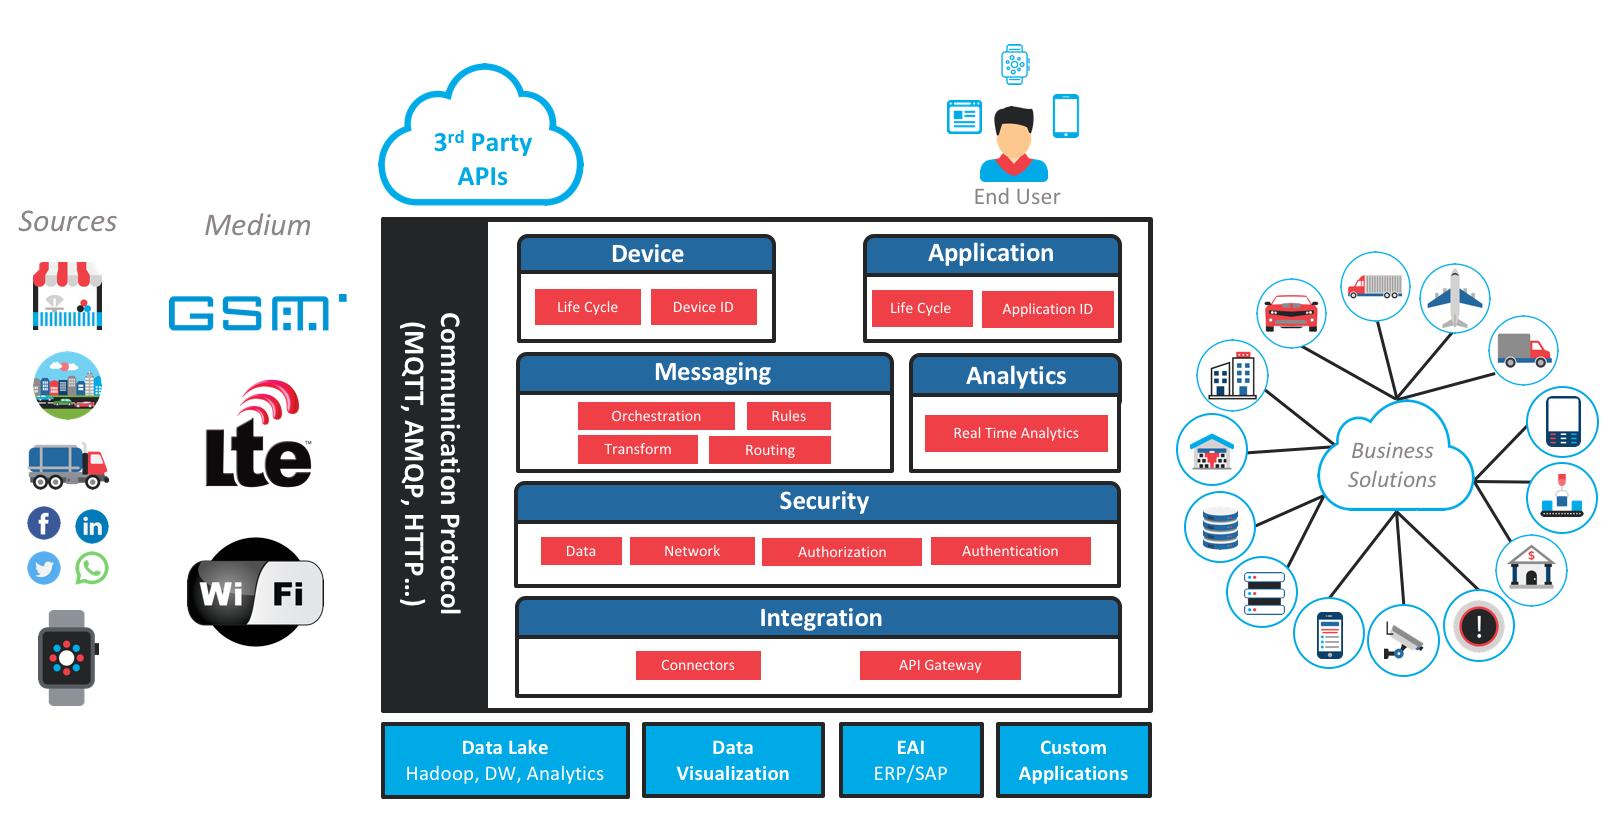 3rd Party
APIs
End User
Sources
Medium
GSM
Lte™
Wi Fi
f
in
Communication Protocol
(MQTT, AMQP, HTTP...)
Device
Life Cycle
Device ID
Application
Life Cycle
Application ID
Messaging
Orchestration
Rules
Transform
Routing
Analytics
Real Time Analytics
Security
Data
Network
Authorization
Authentication
Integration
Connectors
API Gateway
Data Lake
Hadoop, DW, Analytics
Data
Visualization
EAI
ERP/SAP
Custom
Applications
Business
Solutions
$
!